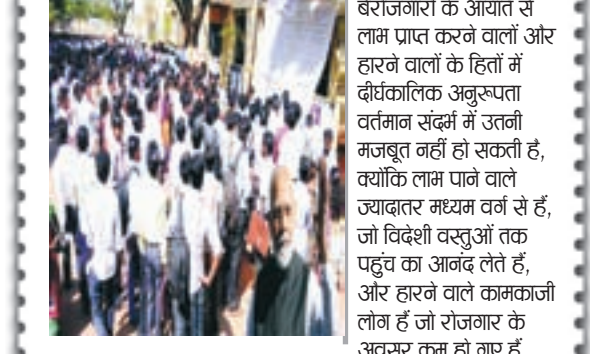 बेरोजगारी के आयात से
लाभ प्राप्त करने वालों और
हारने वालों के हितों में
दीर्घकालिक अनुरूपता
वर्तमान संदर्भ में उतनी
मजबूत नहीं हो सकती है,
क्योंकि लाभ पाने वाले
ज्यादातर मध्यम वर्ग से हैं,
जो विदेशी वस्तुओं तक
पहुंच का आनंद लेते हैं,
और हारने वाले कामकाजी
लोग हैं जो रोजगार के
अवसर कम हो गए हैं